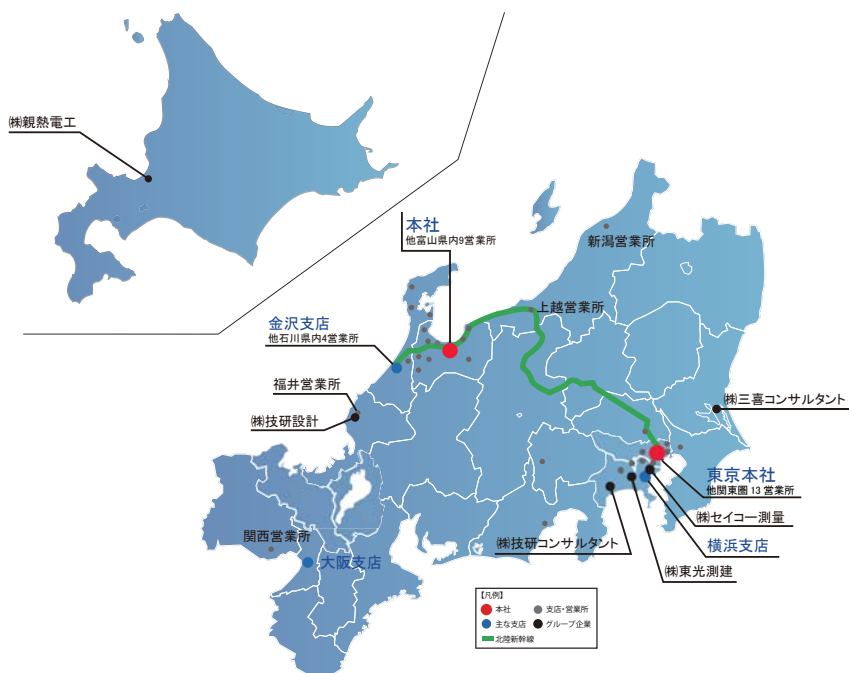 ㈱親熱電工
本社
他富山県内9営業所
新潟営業所
上越営業所
金沢支店
他石川県内4営業所
福井営業所
㈱技研設計
㈱三喜コンサルタント
東京本社
他関東圏13営業所
㈱セイコー測量
関西営業所
㈱技研コンサルタント
横浜支店
大阪支店
㈱東光測建
【凡例】
本社
支店・営業所
主な支店
グループ企業
北陸新幹線